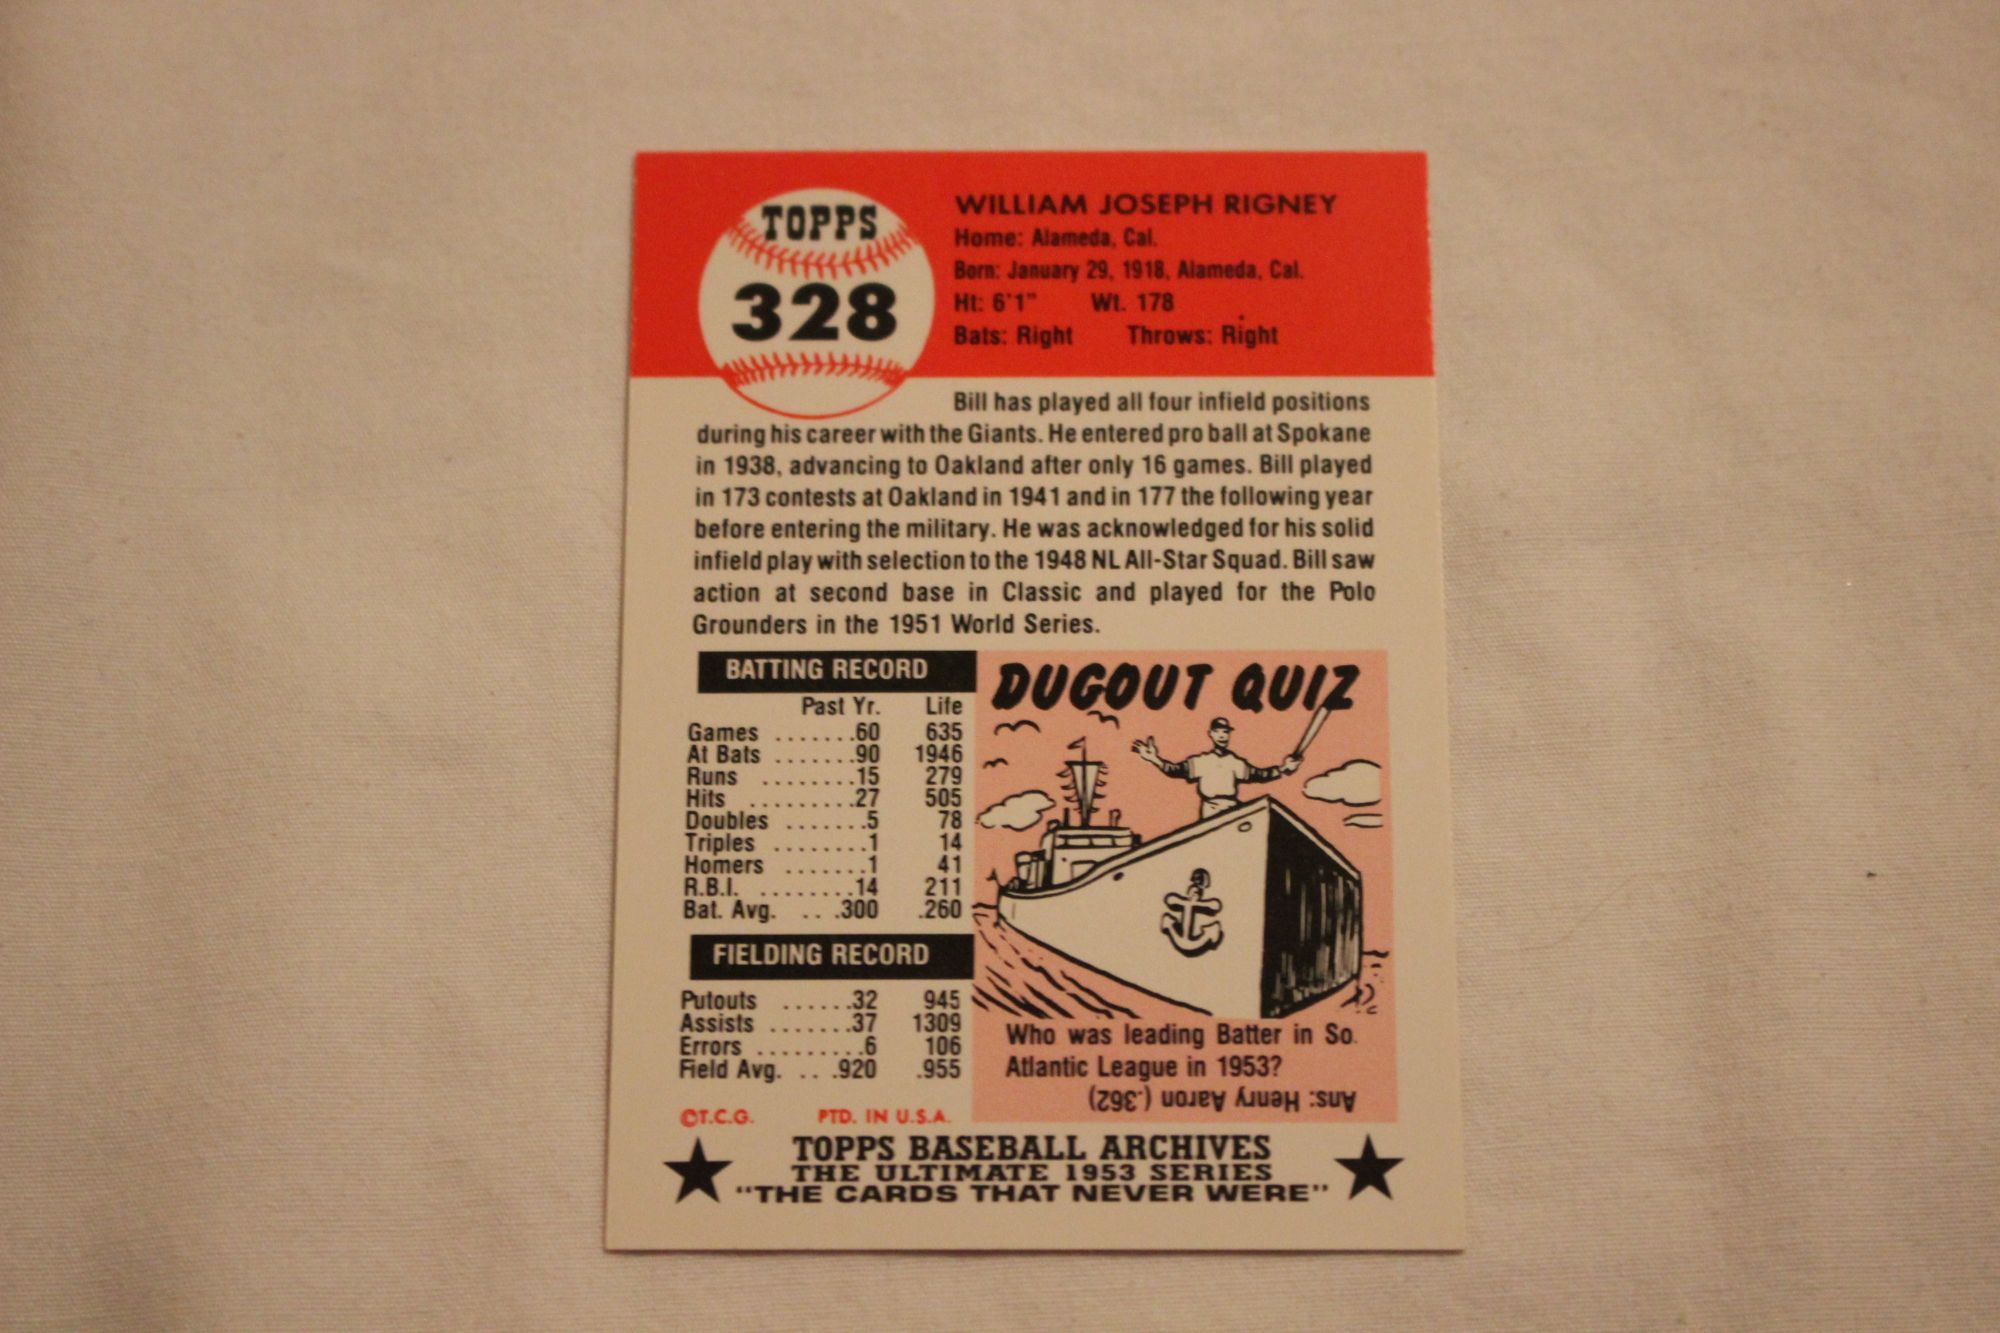 TOPPS
328
WILLIAM JOSEPH RIGNEY
Home: Alameda, Cal.
Born: January 29, 1918, Alameda, Cal.
Ht: 6'1" Wt. 178
Bats: Right Throws: Right
Bill has played all four infield positions
during his career with the Giants. He entered pro ball at Spokane
in 1938, advancing to Oakland after only 16 games. Bill played
in 173 contests at Oakland in 1941 and in 177 the following year
before entering the military. He was acknowledged for his solid
infield play with selection to the 1948 NL All-Star Squad. Bill saw
action at second base in Classic and played for the Polo
Grounders in the 1951 World Series.
BATTING RECORD
Past Yr. Life
Games .......60 635
At Bats .......90 1946
Runs ........15 279
Hits .........27 505
Doubles .......5 78
Triples ........1 14
Homers .......1 41
R.B.I. ........14 211
Bat. Avg. ....300 .260
FIELDING RECORD
Putouts ......32 945
Assists .......37 1309
Errors .........6 106
Field Avg. ....920 .955
©T.C.G. PTD. IN U.S.A.
DUGOUT QUIZ
Who was leading Batter in So.
Atlantic League in 1953?
Ans: Henry Aaron (.362)
TOPPS BASEBALL ARCHIVES
THE ULTIMATE 1953 SERIES
"THE CARDS THAT NEVER WERE"